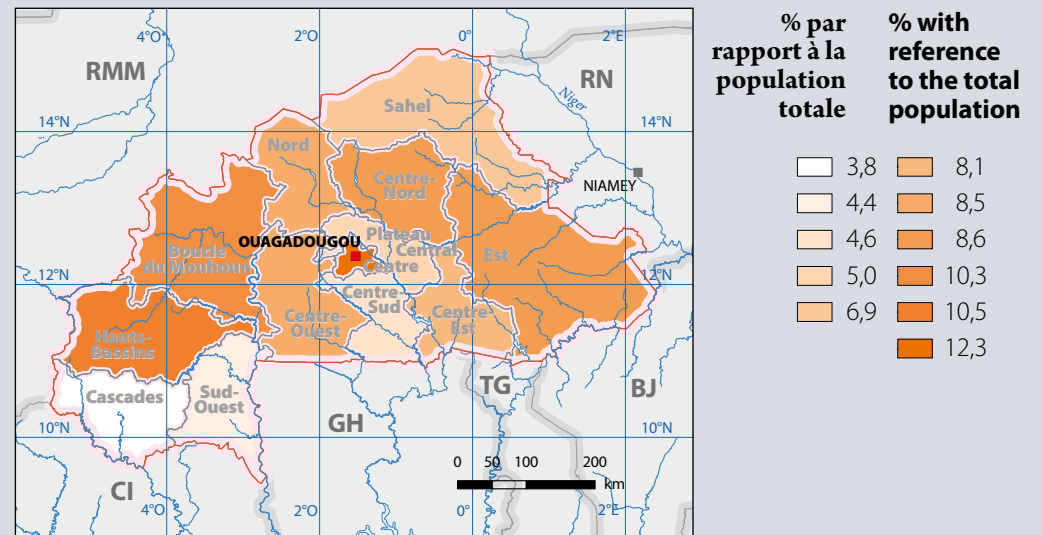 4°O
2°O
0°
2°E
RMM
RN
Niger
Sahel
14°N
14°N
Nord
Centre-
Nord
NIAMEY
OUAGADOUGOU
Plateau
Central
Boucle
du Mouhoun
Centre
Est
12°N
12°N
Centre
Sud
Centre-
Ouest
Centre-
Est
Hauts-
Bassins
Cascades
Sud-
Ouest
TG
BJ
GH
10°N
10°N
CI
0 50 100 200
km
4°O
2°O
0°
2°E
% par
rapport à la
population
totale
% with
reference
to the total
population
3,8
4,4
4,6
5,0
6,9
8,1
8,5
8,6
10,3
10,5
12,3